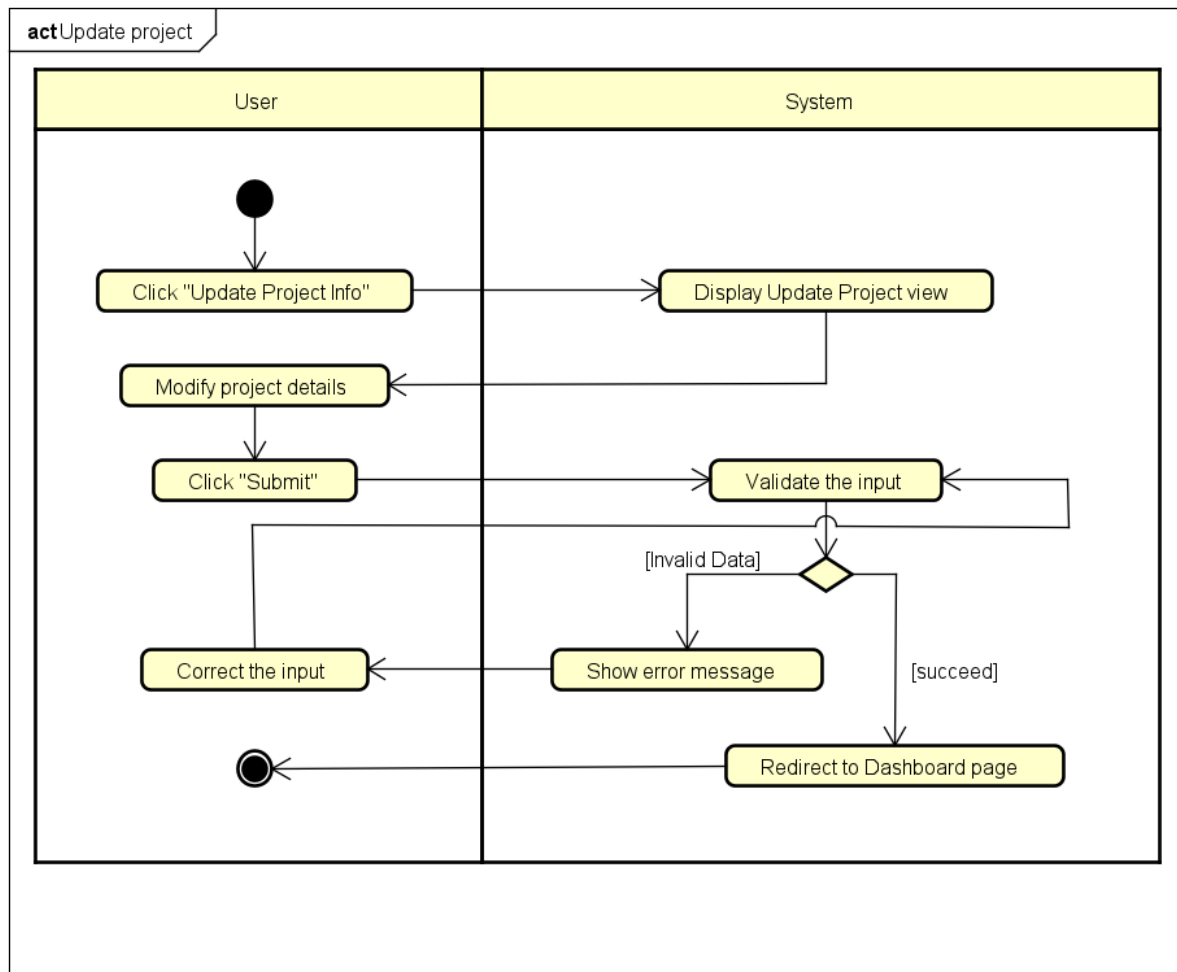 act Update project
User
System
Click "Update Project Info"
Display Update Project view
Modify project details
Click "Submit"
Validate the input
[Invalid Data]
Correct the input
Show error message
[succeed]
Redirect to Dashboard page